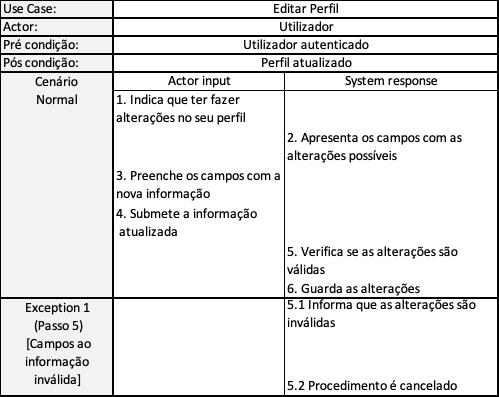 Use Case: Editar Perfil
Actor: Utilizador
Pré condição: Utilizador autenticado
Pós condição: Perfil atualizado
Cenário Normal
Actor input
System response
1. Indica que ter fazer
alterações no seu perfil
2. Apresenta os campos com as
alterações possíveis
3. Preenche os campos com a
nova informação
4. Submete a informação
atualizada
5. Verifica se as alterações são
válidas
6. Guarda as alterações
Exception 1
(Passo 5)
[Campos ao
informação
inválida]
5.1 Informa que as alterações são
inválidas
5.2 Procedimento é cancelado